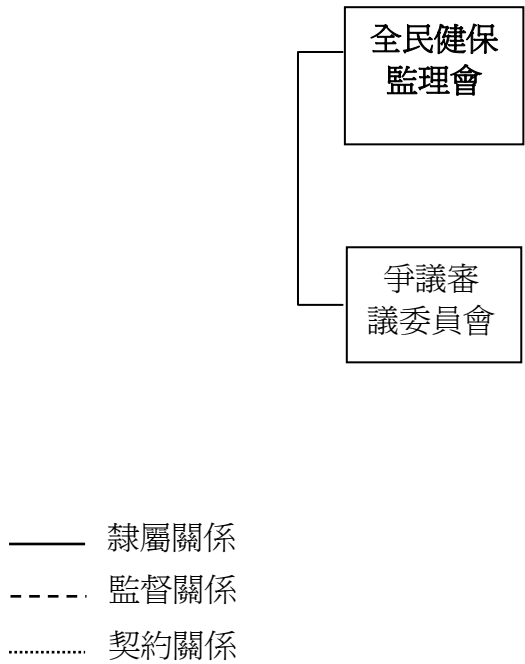 全民健保
監理會
爭議審
議委員會
隸屬關係
監督關係
契約關係